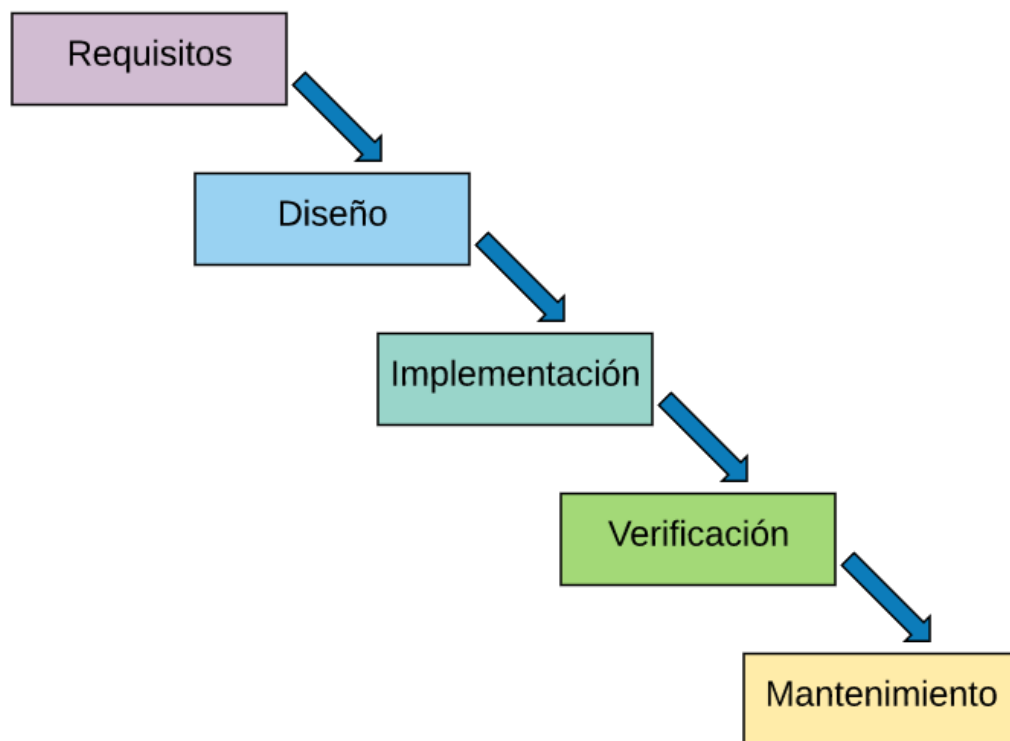 Requisitos
Diseño
Implementación
Verificación
Mantenimiento